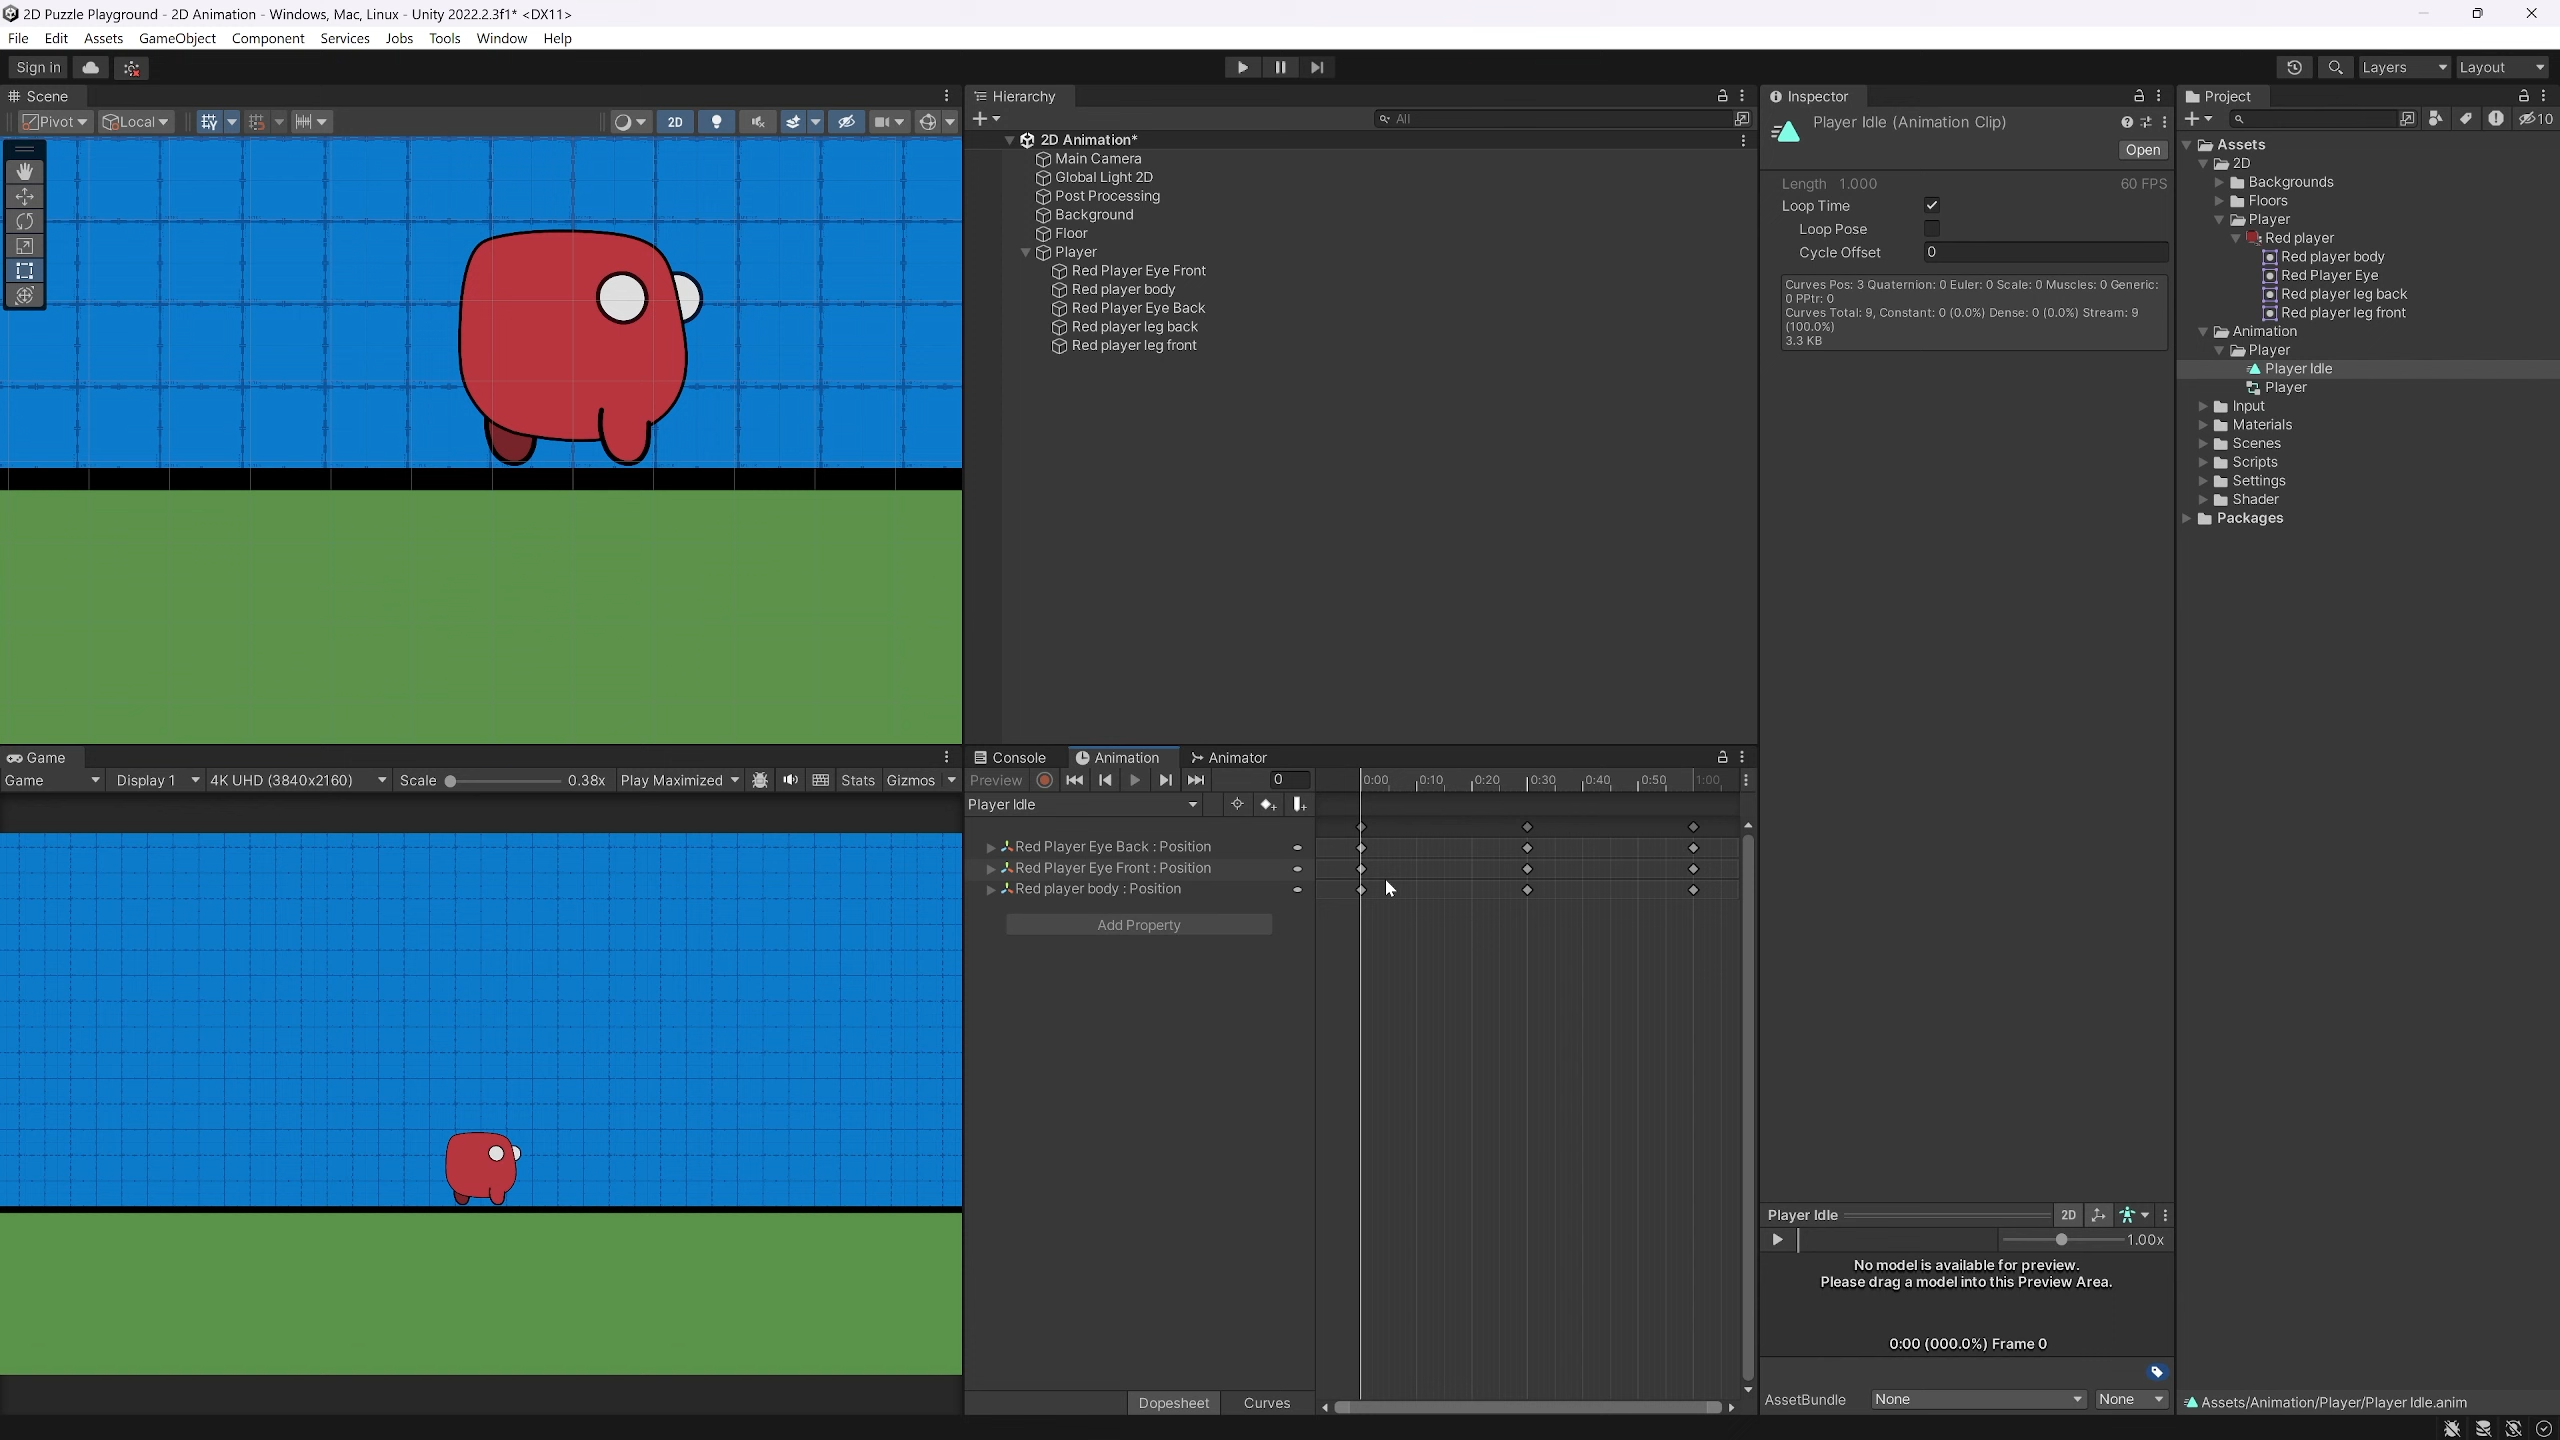 2D Puzzle Playground - 2D Animation - Windows, Mac, Linux - Unity 2022.2.3f1* <DX11>
File Edit Assets GameObject Component Services Jobs Tools Window Help
Sign in
Layers
Layout
Scene
Pivot Local
2D
Hierarchy
All
2D Animation*
Main Camera
Global Light 2D
Post Processing
Background
Floor
Player
Red Player Eye Front
Red player body
Red Player Eye Back
Red player leg back
Red player leg front
Inspector
Player Idle (Animation Clip)
Open
Length 1.000 60 FPS
Loop Time
Loop Pose
Cycle Offset 0
Curves Pos: 3 Quaternion: 0 Euler: 0 Scale: 0 Muscles: 0 Generic:
0 PPtr: 0
Curves Total: 9, Constant: 0 (0.0%) Dense: 0 (0.0%) Stream: 9
(100.0%)
3.3 KB
Project
10
Assets
2D
Backgrounds
Floors
Player
Red player
Red player body
Red Player Eye
Red player leg back
Red player leg front
Animation
Player
Player Idle
Player
Input
Materials
Scenes
Scripts
Settings
Shader
Packages
Game
Game Display 1 4K UHD (3840x2160) Scale 0.38x Play Maximized Stats Gizmos
Console Animation Animator
Preview 0 0:00 0:10 0:20 0:30 0:40 0:50 1:00
Player Idle
Red Player Eye Back : Position
Red Player Eye Front : Position
Red player body : Position
Add Property
Dopesheet Curves
Player Idle 2D
1.00x
No model is available for preview.
Please drag a model into this Preview Area.
0:00 (000.0%) Frame 0
AssetBundle None None
Assets/Animation/Player/Player Idle.anim